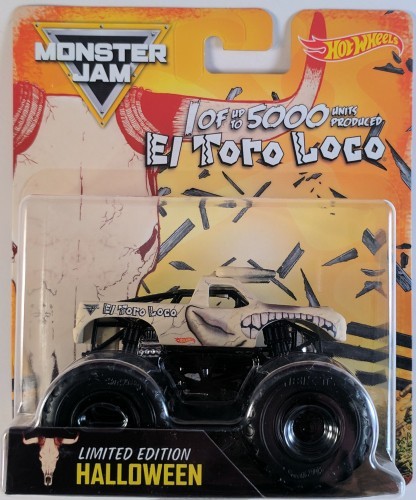 MONSTER JAM
Hot Wheels
1 OF UP TO 5000 UNITS PRODUCED
El Toro Loco
El Toro Loco
LIMITED EDITION
HALLOWEEN